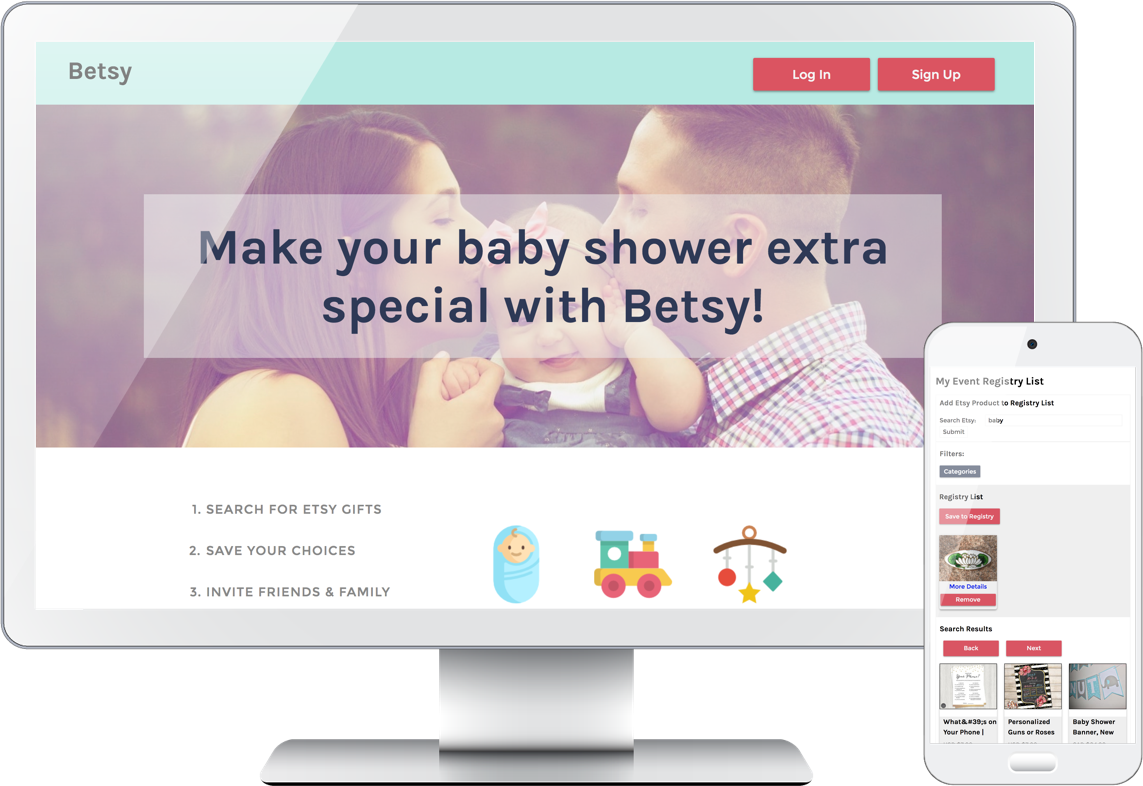 Betsy
Log In
Sign Up
Make your baby shower extra
special with Betsy!
1. SEARCH FOR ETSY GIFTS
2. SAVE YOUR CHOICES
3. INVITE FRIENDS & FAMILY
My Event Registry List
Add Etsy Product to Registry List
Search Etsy: baby
Submit
Filters:
Categories
Registry List
Save to Registry
More Details
Remove
Search Results
Back
Next
What&#39;s on
Your Phone |
Personalized
Guns or Roses
Baby Shower
Banner, New